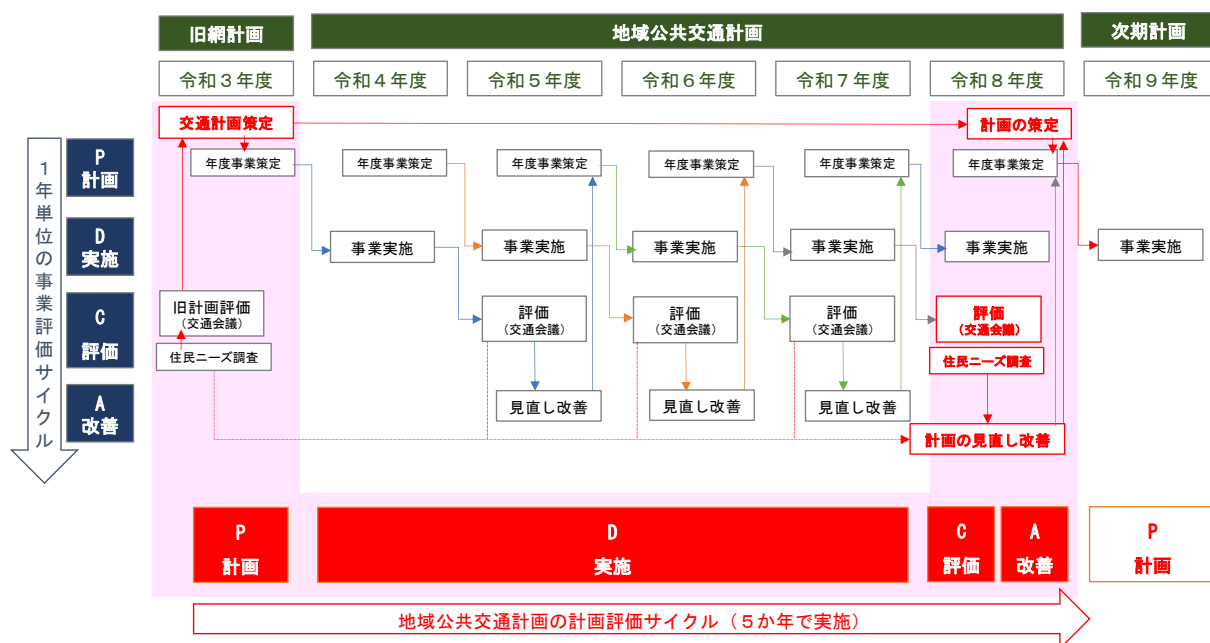 旧網計画
地域公共交通計画
次期計画
令和3年度
令和4年度
令和5年度
令和6年度
令和7年度
令和8年度
令和9年度
交通計画策定
計画の策定
1年単位の事業評価サイクル
P
計画
年度事業策定
年度事業策定
年度事業策定
年度事業策定
年度事業策定
年度事業策定
D
実施
事業実施
事業実施
事業実施
事業実施
事業実施
事業実施
C
評価
旧計画評価
(交通会議)
評価
(交通会議)
評価
(交通会議)
評価
(交通会議)
評価
(交通会議)
住民ニーズ調査
住民ニーズ調査
A
改善
見直し改善
見直し改善
見直し改善
計画の見直し改善
P
計画
D
実施
C
評価
A
改善
P
計画
地域公共交通計画の計画評価サイクル(5か年で実施)